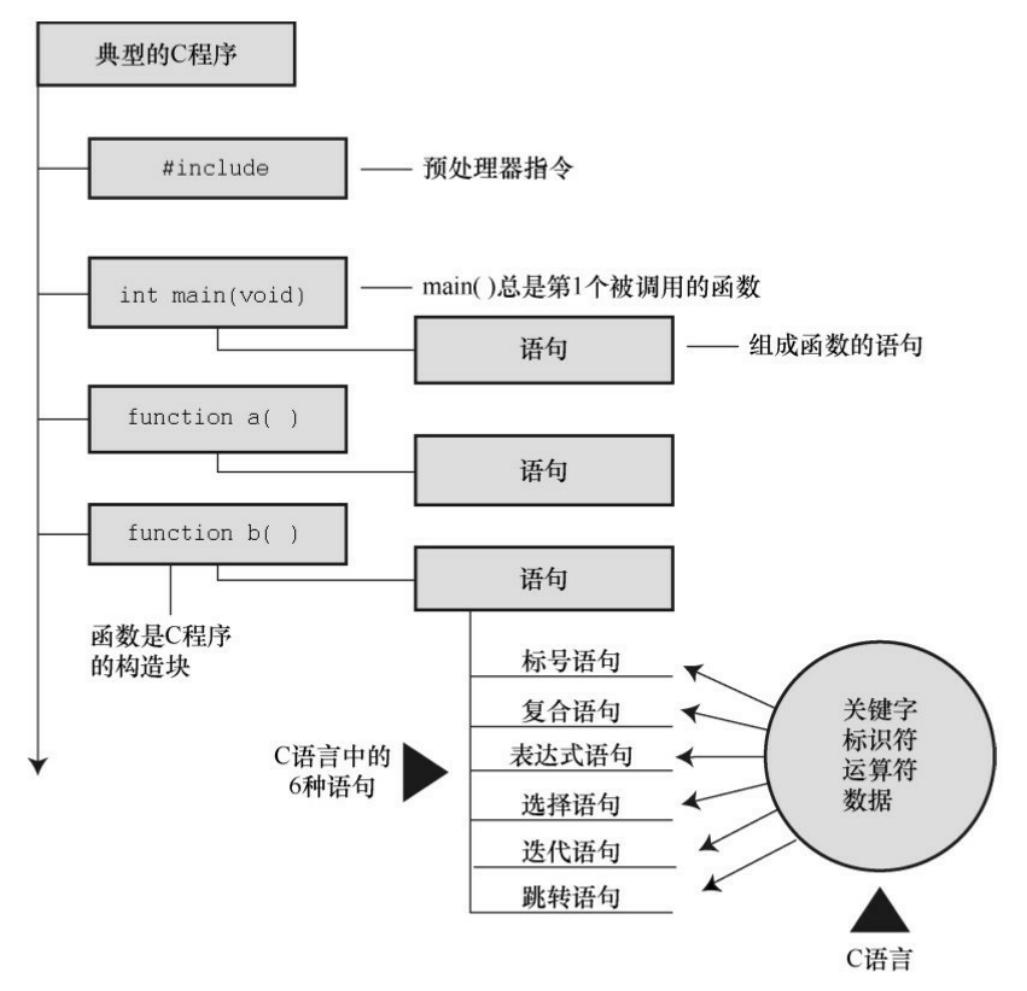 典型的C程序
#include
预处理器指令
int main(void)
main( )总是第1个被调用的函数
语句
组成函数的语句
function a( )
语句
function b( )
语句
函数是C程序
的构造块
标号语句
复合语句
表达式语句
选择语句
迭代语句
跳转语句
C语言中的
6种语句
关键字
标识符
运算符
数据
C语言